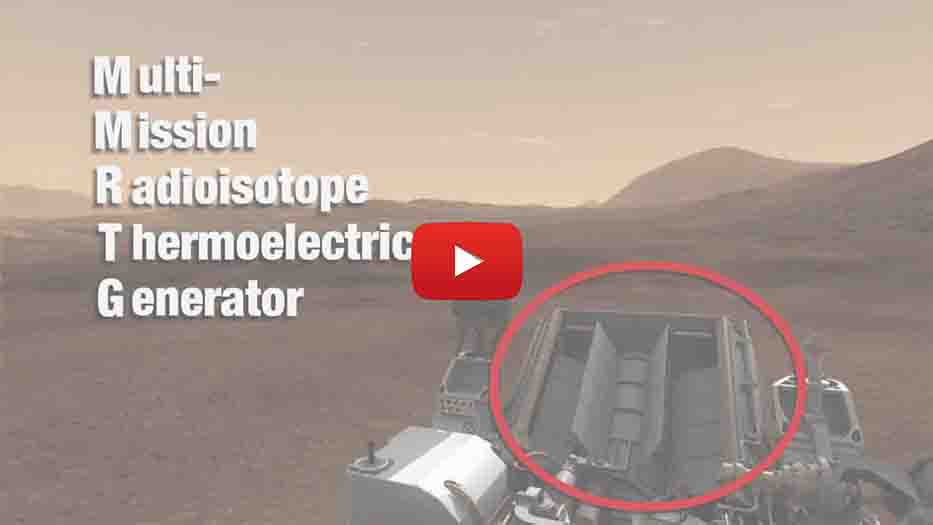 Multi-
Mission
Radioisotope
Thermoelectric
Generator